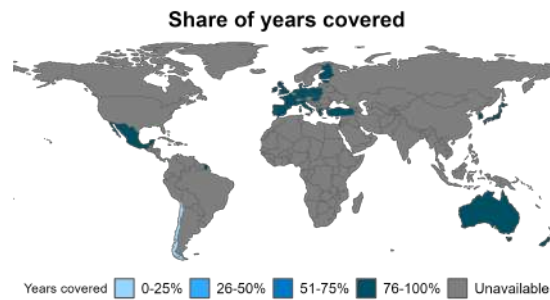 Share of years covered
Years covered 0-25% 26-50% 51-75% 76-100% Unavailable